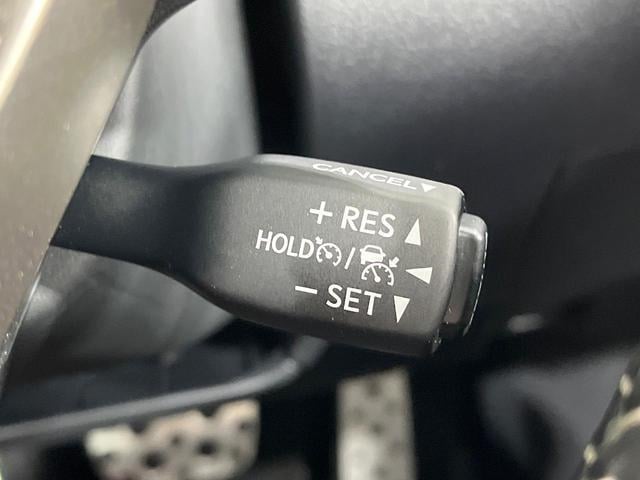 CANCEL▼
+ RES ▲
HOLD / ◀
− SET ▼